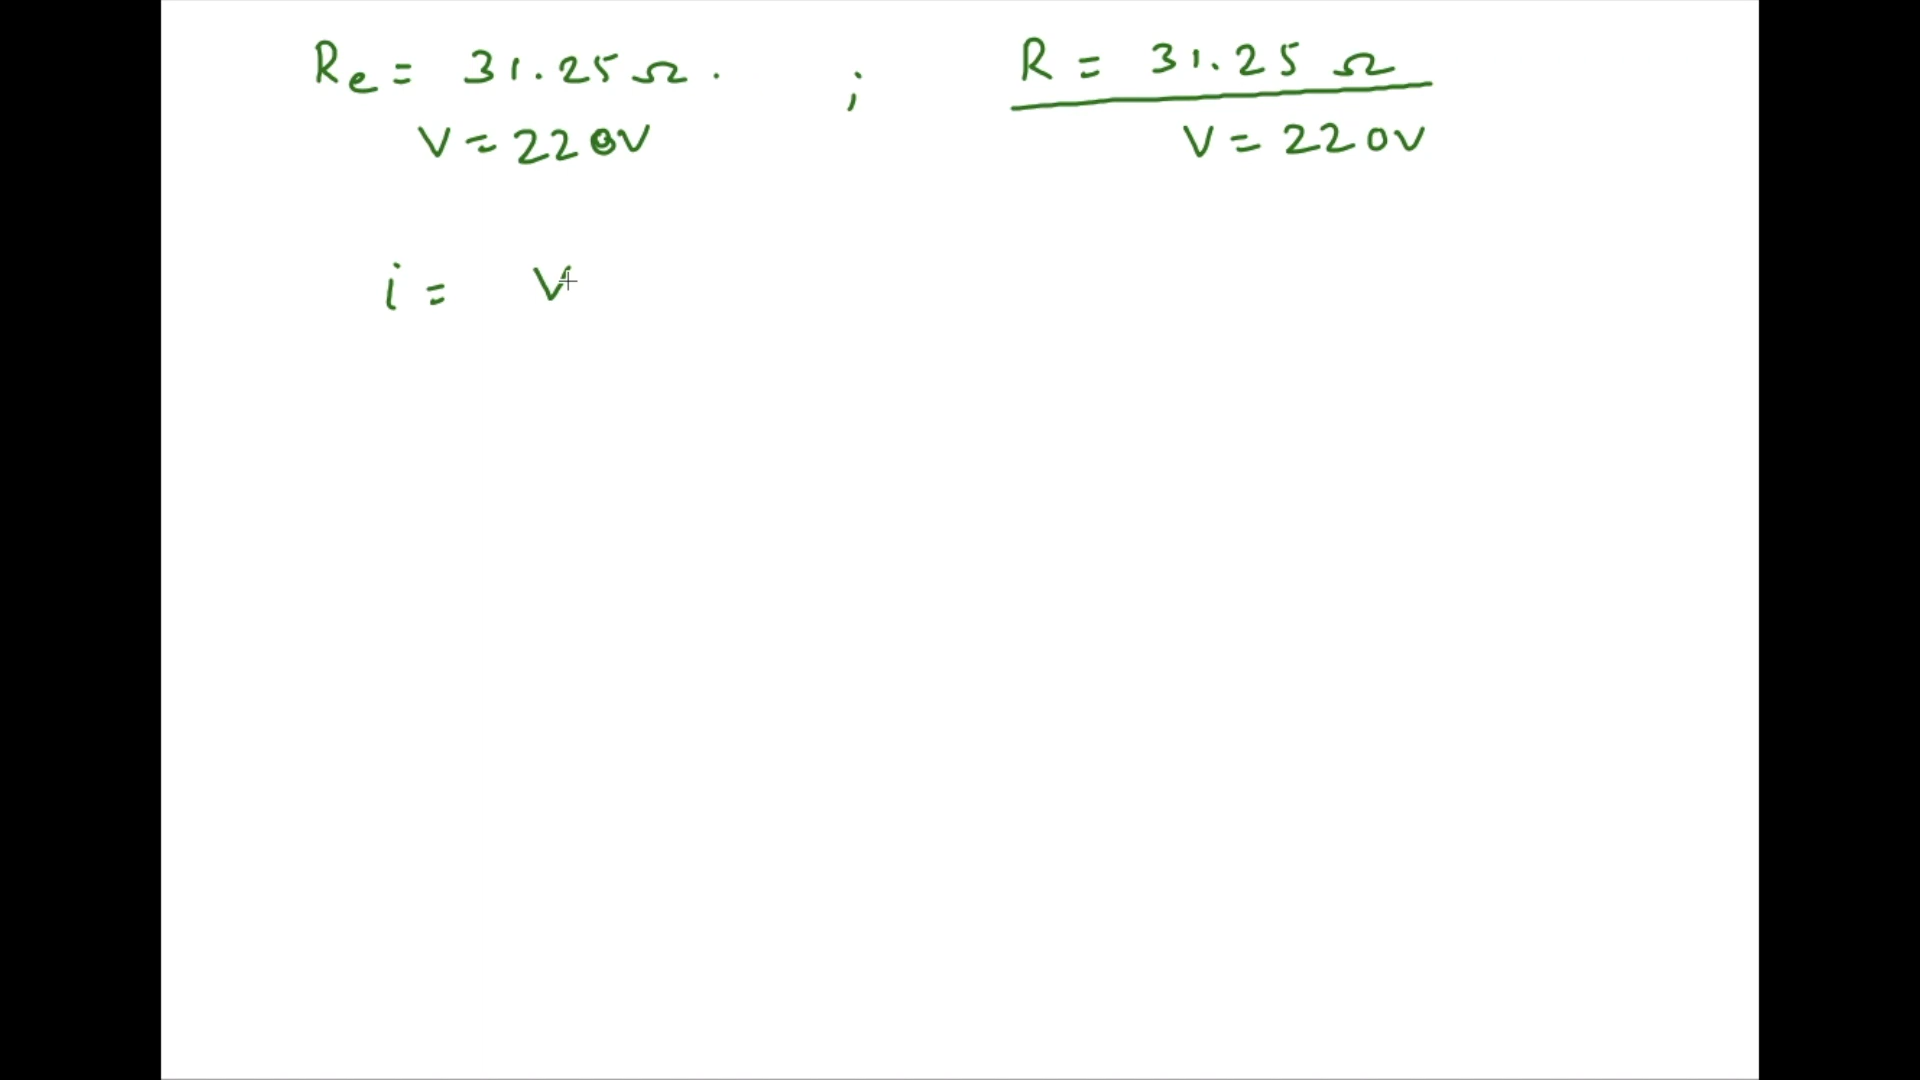 Re = 31.25 Ω . ; R = 31.25 Ω
V = 220V V = 220V
i = V